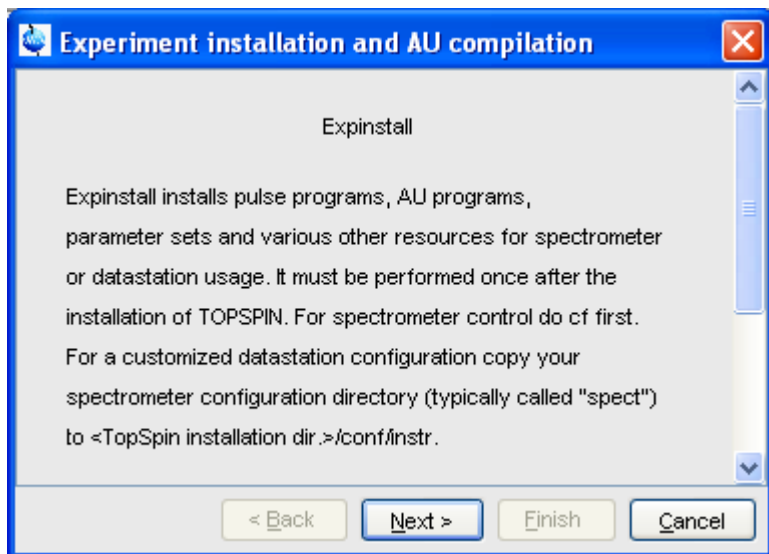 Experiment installation and AU compilation
Expinstall
Expinstall installs pulse programs, AU programs,
parameter sets and various other resources for spectrometer
or datastation usage. It must be performed once after the
installation of TOPSPIN. For spectrometer control do cf first.
For a customized datastation configuration copy your
spectrometer configuration directory (typically called "spect")
to <TopSpin installation dir.>/conf/instr.
< Back Next > Finish Cancel